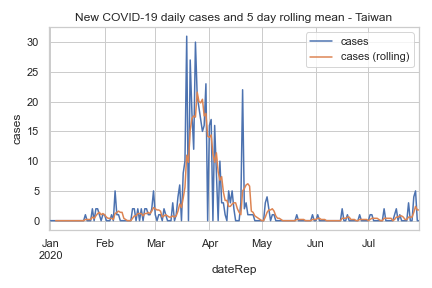 New COVID-19 daily cases and 5 day rolling mean - Taiwan
cases
cases (rolling)
30
25
20
15
10
5
0
cases
Jan Feb Mar Apr May Jun Jul
2020
dateRep